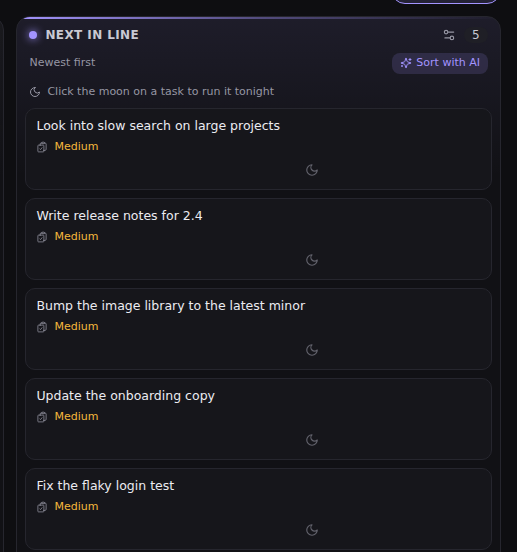 NEXT IN LINE 5
Newest first Sort with AI
Click the moon on a task to run it tonight
Look into slow search on large projects
Medium
Write release notes for 2.4
Medium
Bump the image library to the latest minor
Medium
Update the onboarding copy
Medium
Fix the flaky login test
Medium